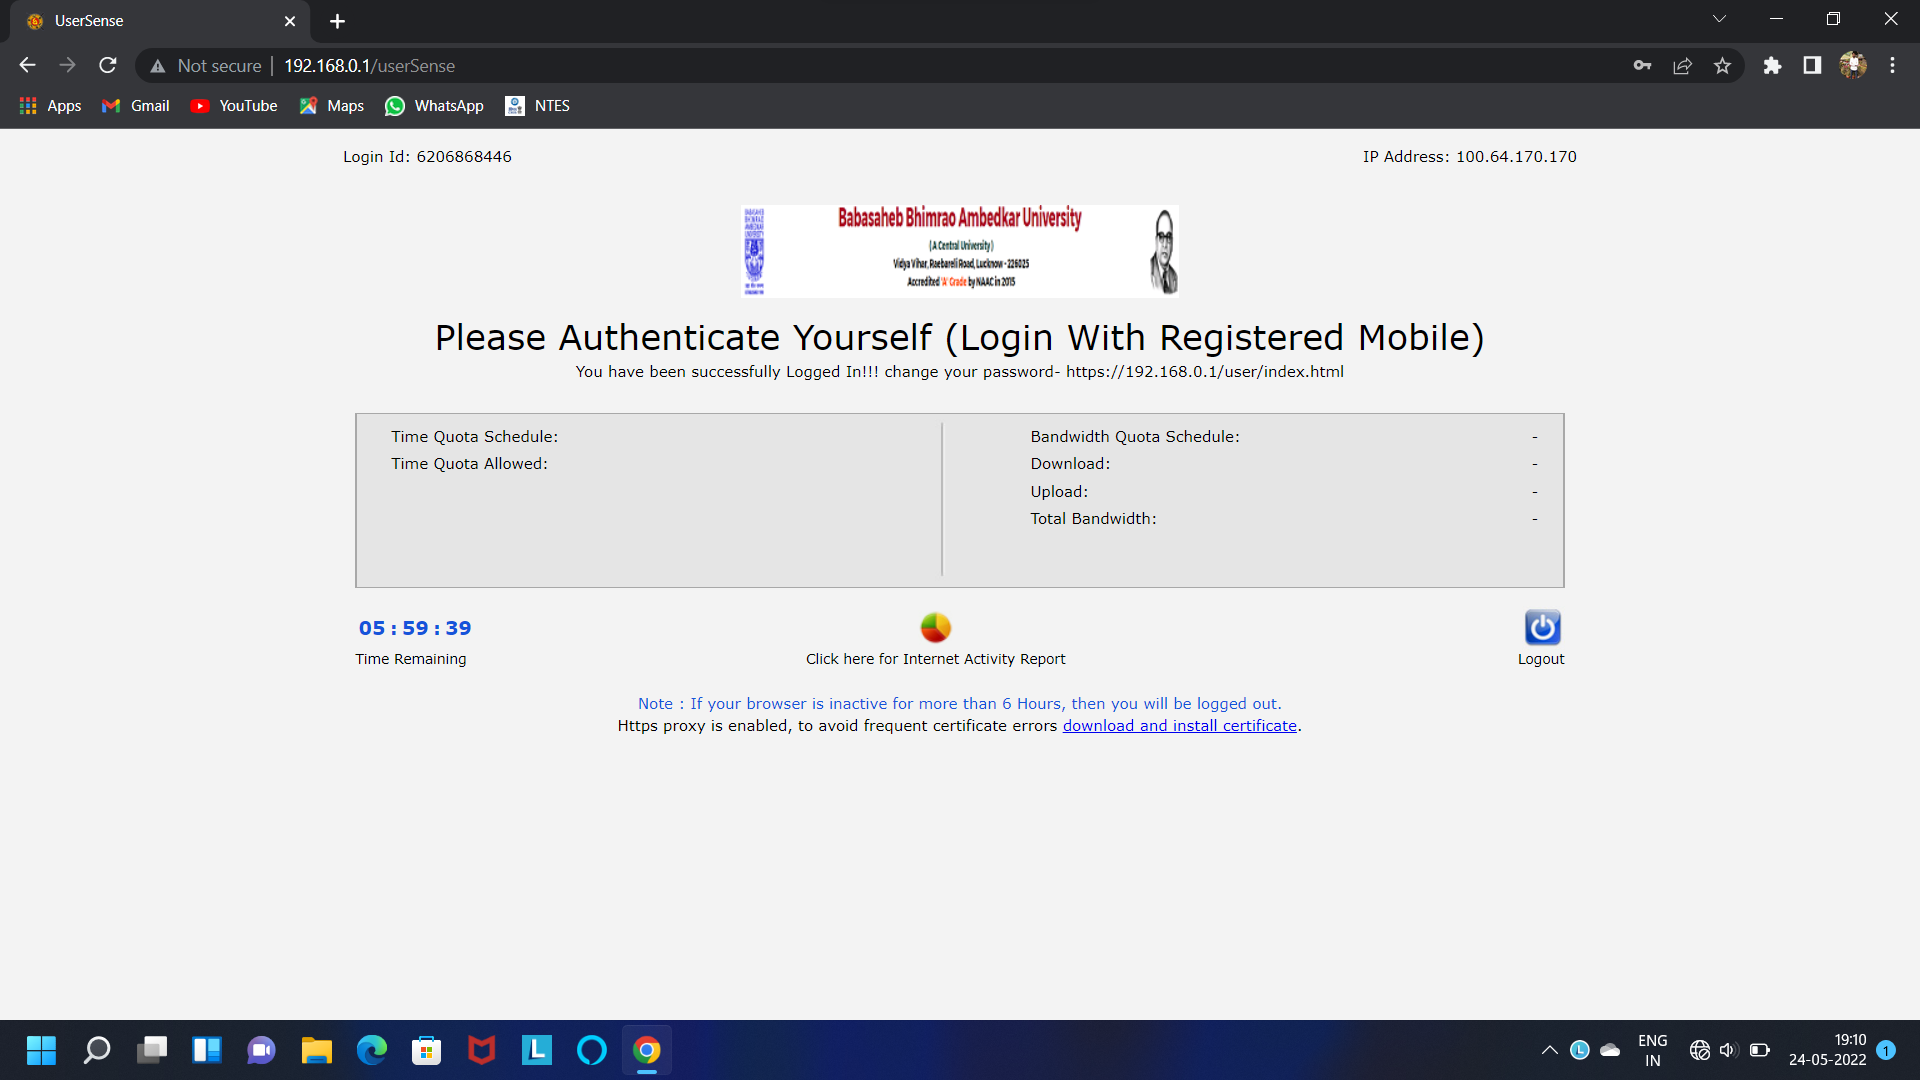 UserSense
Not secure
192.168.0.1/userSense
Apps
Gmail
YouTube
Maps
WhatsApp
NTES
Login Id: 6206868446
IP Address: 100.64.170.170
BABASAHEB
BHIMRAO
AMBEDKAR
UNIVERSITY
Babasaheb Bhimrao Ambedkar University
(A Central University)
Vidya Vihar, Raebareli Road, Lucknow - 226025
Accredited 'A' Grade by NAAC in 2015
Please Authenticate Yourself (Login With Registered Mobile)
You have been successfully Logged In!!! change your password- https://192.168.0.1/user/index.html
Time Quota Schedule:
Time Quota Allowed:
Bandwidth Quota Schedule: -
Download: -
Upload: -
Total Bandwidth: -
05 : 59 : 39
Time Remaining
Click here for Internet Activity Report
Logout
Note : If your browser is inactive for more than 6 Hours, then you will be logged out.
Https proxy is enabled, to avoid frequent certificate errors download and install certificate.
L
L
ENG
IN
19:10
24-05-2022
1